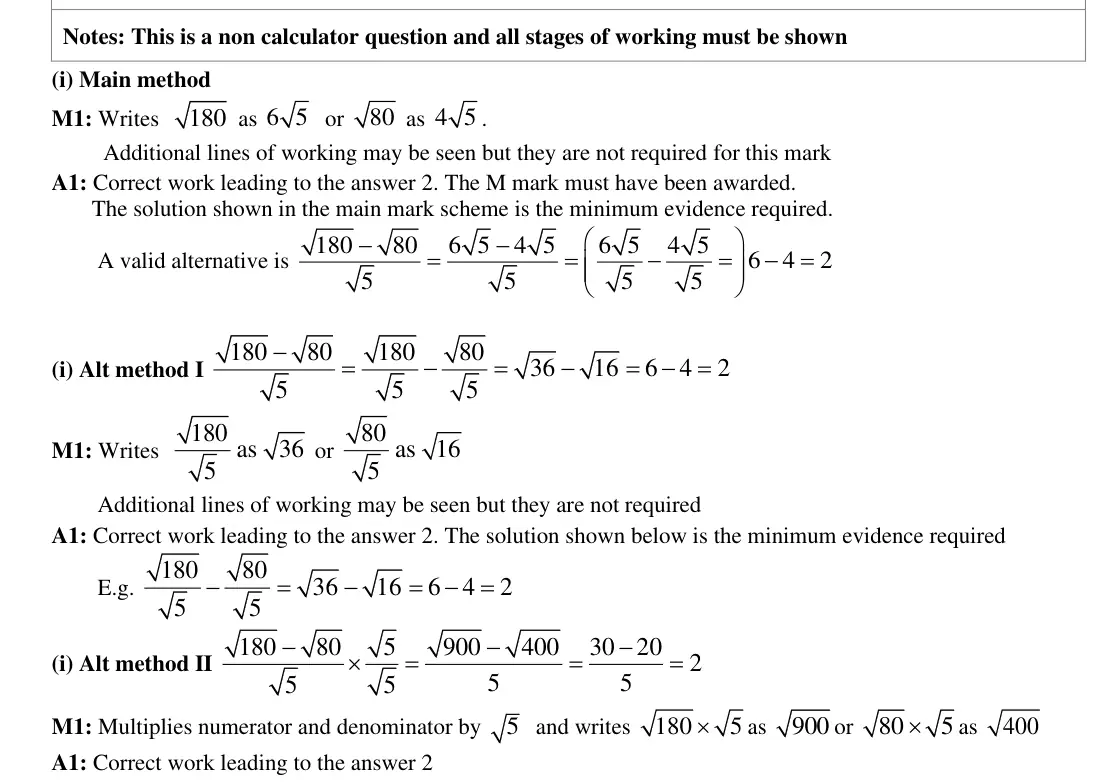 Notes: This is a non calculator question and all stages of working must be shown
(i) Main method
M1: Writes √180 as 6√5 or √80 as 4√5 .
Additional lines of working may be seen but they are not required for this mark
A1: Correct work leading to the answer 2. The M mark must have been awarded.
The solution shown in the main mark scheme is the minimum evidence required.
A valid alternative is (√180 − √80)/√5 = (6√5 − 4√5)/√5 = ( 6√5/√5 − 4√5/√5 = ) 6 − 4 = 2
(i) Alt method I (√180 − √80)/√5 = √180/√5 − √80/√5 = √36 − √16 = 6 − 4 = 2
M1: Writes √180/√5 as √36 or √80/√5 as √16
Additional lines of working may be seen but they are not required
A1: Correct work leading to the answer 2. The solution shown below is the minimum evidence required
E.g. √180/√5 − √80/√5 = √36 − √16 = 6 − 4 = 2
(i) Alt method II (√180 − √80)/√5 × √5/√5 = (√900 − √400)/5 = (30 − 20)/5 = 2
M1: Multiplies numerator and denominator by √5 and writes √180 × √5 as √900 or √80 × √5 as √400
A1: Correct work leading to the answer 2